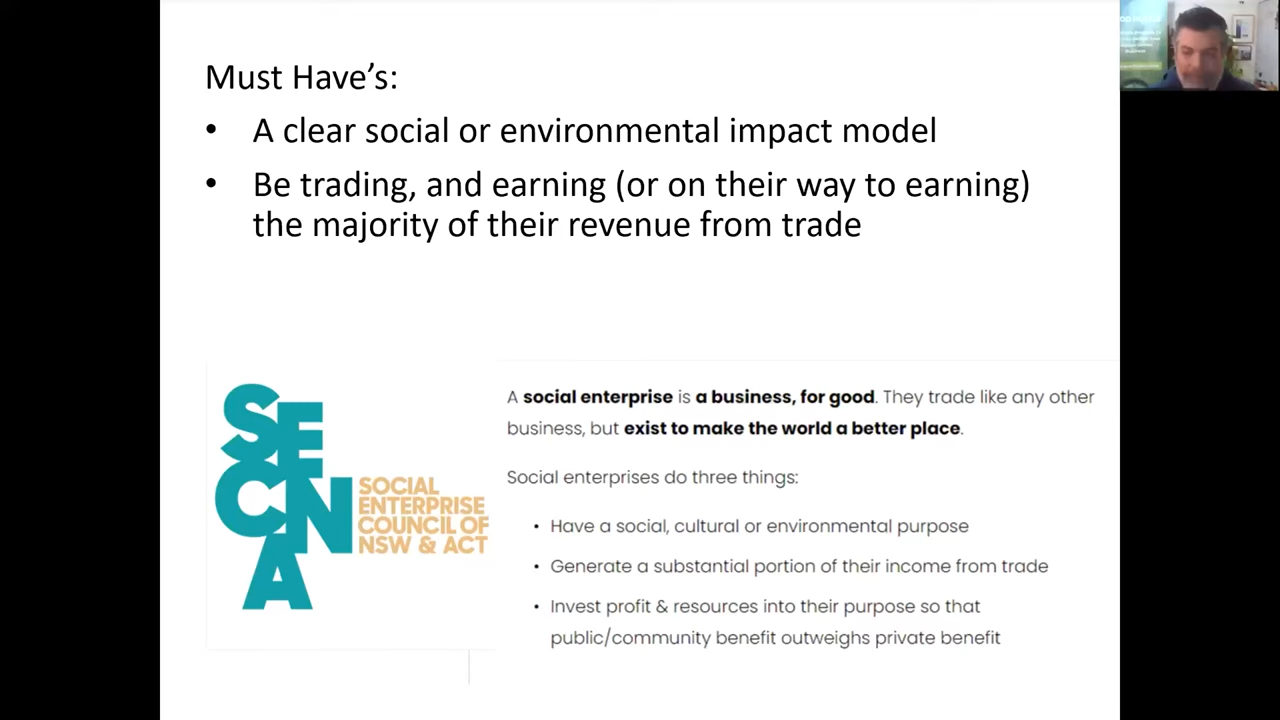 Must Have’s:
• A clear social or environmental impact model
• Be trading, and earning (or on their way to earning)
the majority of their revenue from trade
SE
CN
A
SOCIAL
ENTERPRISE
COUNCIL OF
NSW & ACT
A social enterprise is a business, for good. They trade like any other
business, but exist to make the world a better place.
Social enterprises do three things:
• Have a social, cultural or environmental purpose
• Generate a substantial portion of their income from trade
• Invest profit & resources into their purpose so that
public/community benefit outweighs private benefit